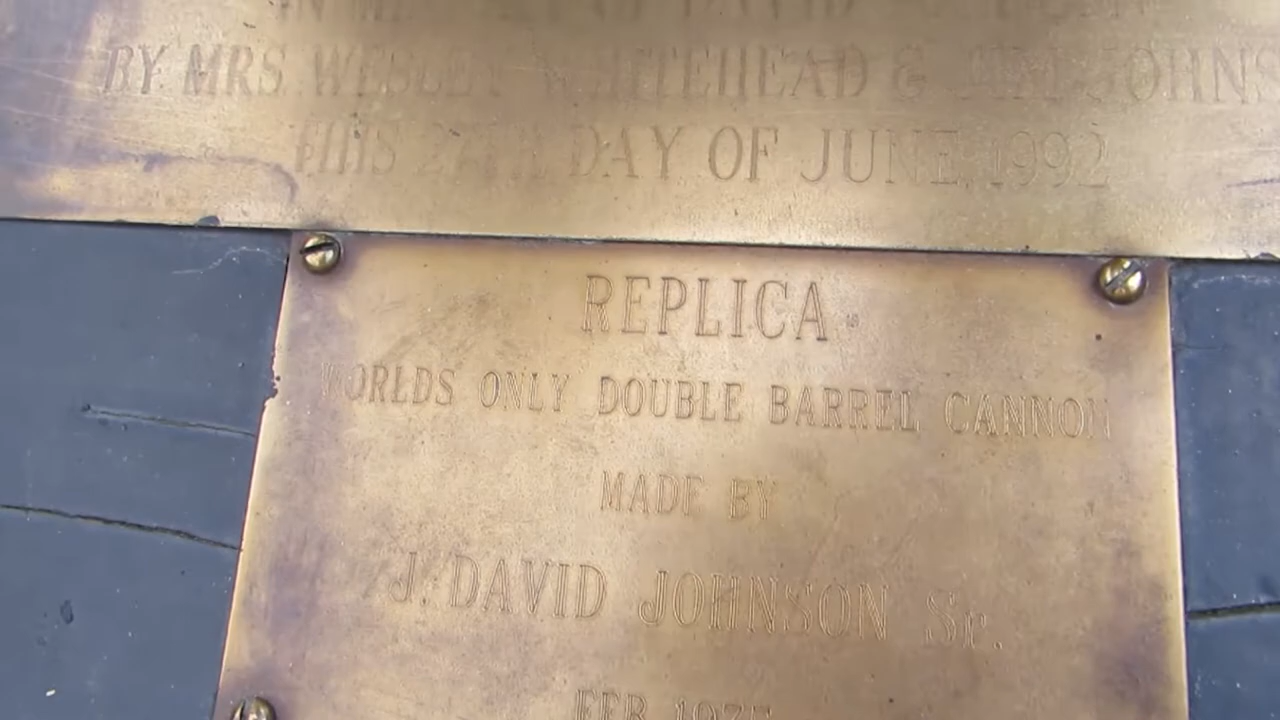 BY MRS. WESLEY WHITEHEAD & JOHNS
THIS 27TH DAY OF JUNE, 1992
REPLICA
WORLDS ONLY DOUBLE BARREL CANNON
MADE BY
J. DAVID JOHNSON Sr.
FEB